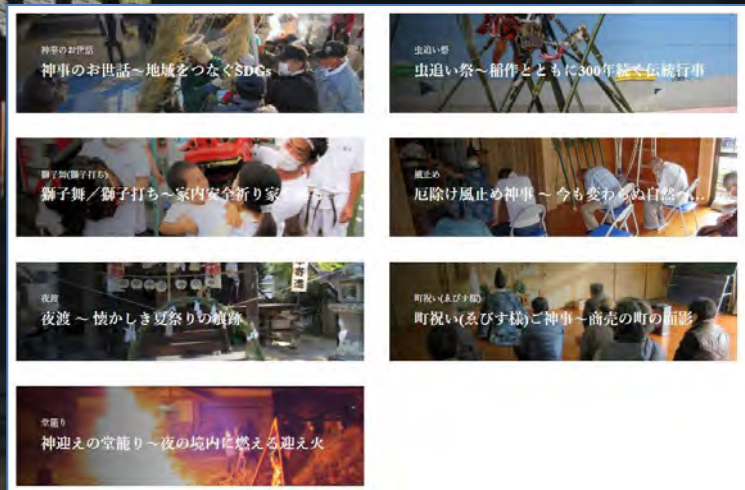 神事のお世話
神事のお世話～地域をつなぐSDGs
虫追い祭
虫追い祭～稲作とともに300年続く伝統行事
獅子舞(獅子打ち)
獅子舞／獅子打ち～家内安全祈り家
風止め
厄除け風止め神事 ～ 今も変わらぬ自然へ...
夜渡
夜渡 ～ 懐かしき夏祭りの痕跡
町祝い(ゑびす様)
町祝い(ゑびす様)ご神事～商売の町の面影
堂籠り
神迎えの堂籠り～夜の境内に燃える迎え火